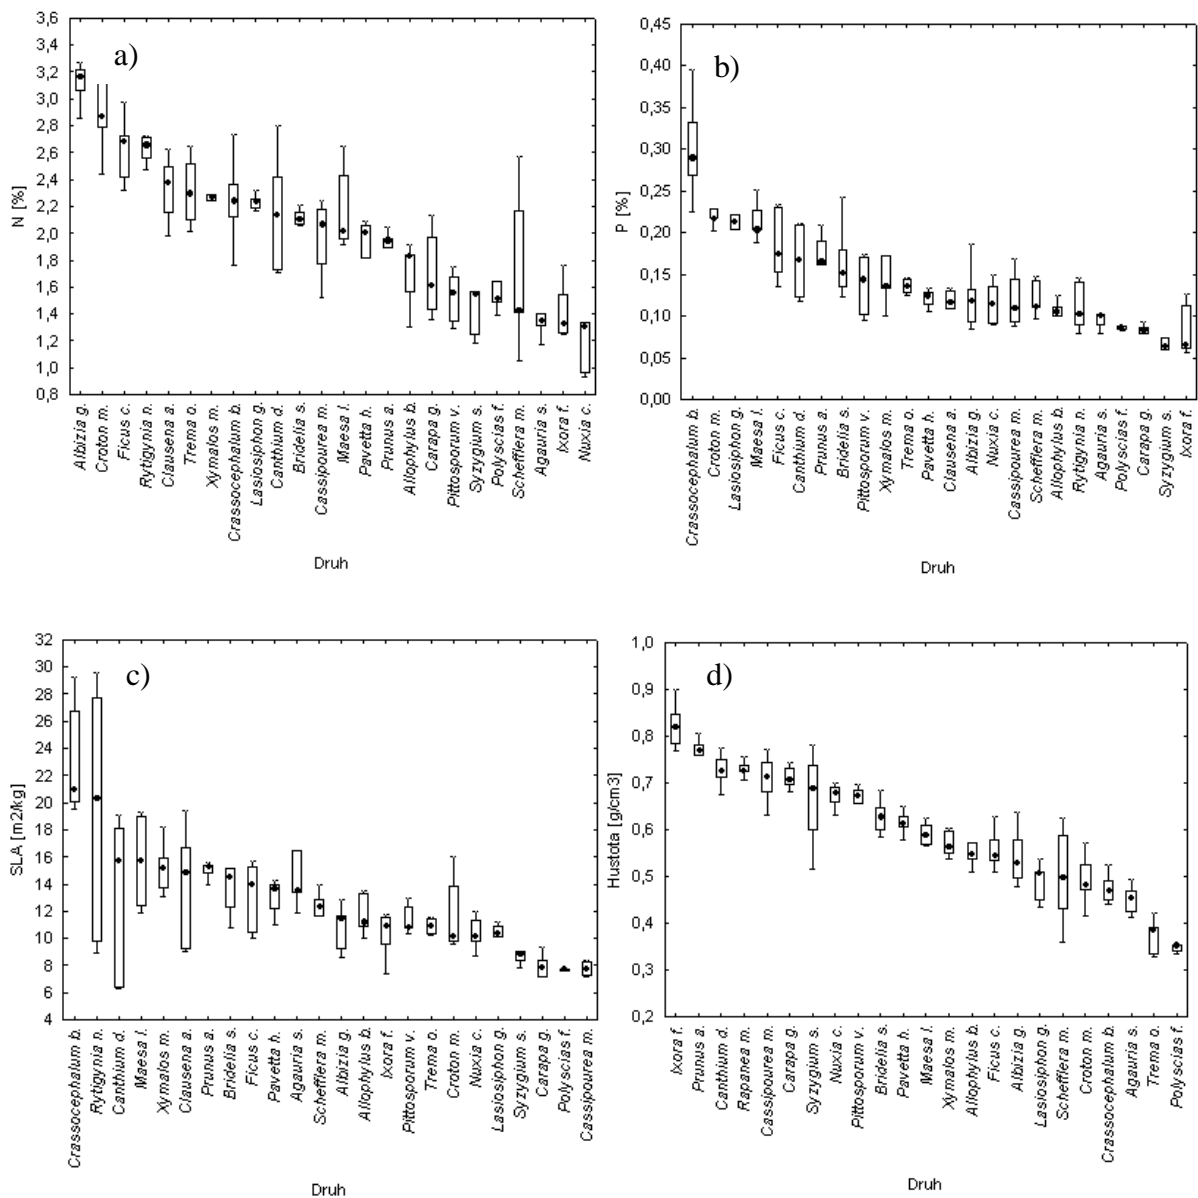 a)
N [%]
3,6
3,4
3,2
3,0
2,8
2,6
2,4
2,2
2,0
1,8
1,6
1,4
1,2
1,0
0,8
Albizia g.
Croton m.
Ficus c.
Rytigynia n.
Clausena a.
Trema o.
Xymalos m.
Crassocephalum b.
Lasiosiphon g.
Canthium d.
Bridelia s.
Cassipourea m.
Maesa l.
Pavetta h.
Prunus a.
Allophylus b.
Carapa g.
Pittosporum v.
Syzygium s.
Polyscias f.
Schefflera m.
Agauria s.
Ixora f.
Nuxia c.
Druh
b)
P [%]
0,45
0,40
0,35
0,30
0,25
0,20
0,15
0,10
0,05
0,00
Crassocephalum b.
Croton m.
Lasiosiphon g.
Maesa l.
Ficus c.
Canthium d.
Prunus a.
Bridelia s.
Pittosporum v.
Xymalos m.
Trema o.
Pavetta h.
Clausena a.
Albizia g.
Nuxia c.
Cassipourea m.
Schefflera m.
Allophylus b.
Rytigynia n.
Agauria s.
Polyscias f.
Carapa g.
Syzygium s.
Ixora f.
Druh
c)
SLA [m2/kg]
32
30
28
26
24
22
20
18
16
14
12
10
8
6
4
Crassocephalum b.
Rytigynia n.
Canthium d.
Maesa l.
Xymalos m.
Clausena a.
Prunus a.
Bridelia s.
Ficus c.
Pavetta h.
Agauria s.
Schefflera m.
Albizia g.
Allophylus b.
Ixora f.
Pittosporum v.
Trema o.
Croton m.
Nuxia c.
Lasiosiphon g.
Syzygium s.
Carapa g.
Polyscias f.
Cassipourea m.
Druh
d)
Hustota [g/cm3]
1,0
0,9
0,8
0,7
0,6
0,5
0,4
0,3
0,2
Ixora f.
Prunus a.
Canthium d.
Rapanea m.
Cassipourea m.
Carapa g.
Syzygium s.
Nuxia c.
Pittosporum v.
Bridelia s.
Pavetta h.
Maesa l.
Xymalos m.
Allophylus b.
Ficus c.
Albizia g.
Lasiosiphon g.
Schefflera m.
Croton m.
Crassocephalum b.
Agauria s.
Trema o.
Polyscias f.
Druh